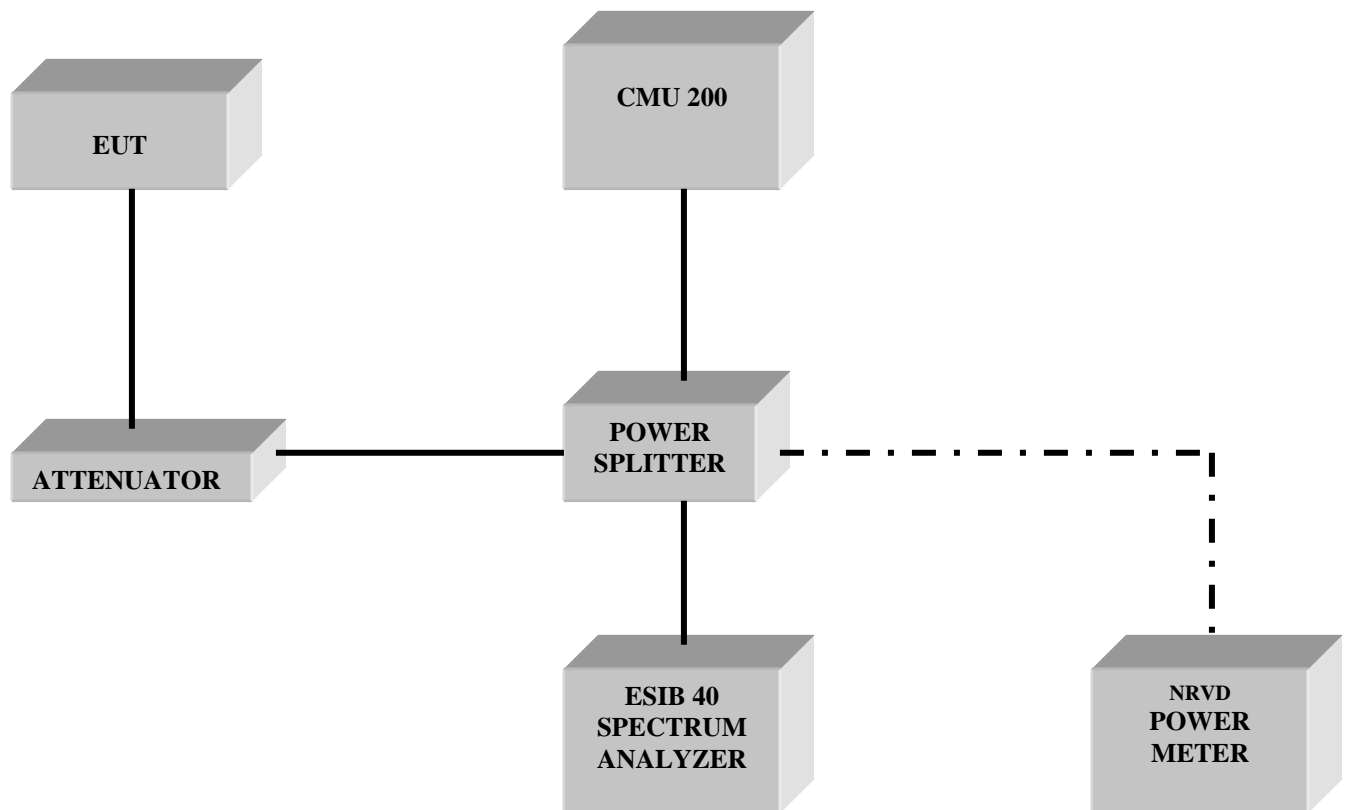 CMU 200
EUT
POWER
SPLITTER
ATTENUATOR
ESIB 40
SPECTRUM
ANALYZER
NRVD
POWER
METER